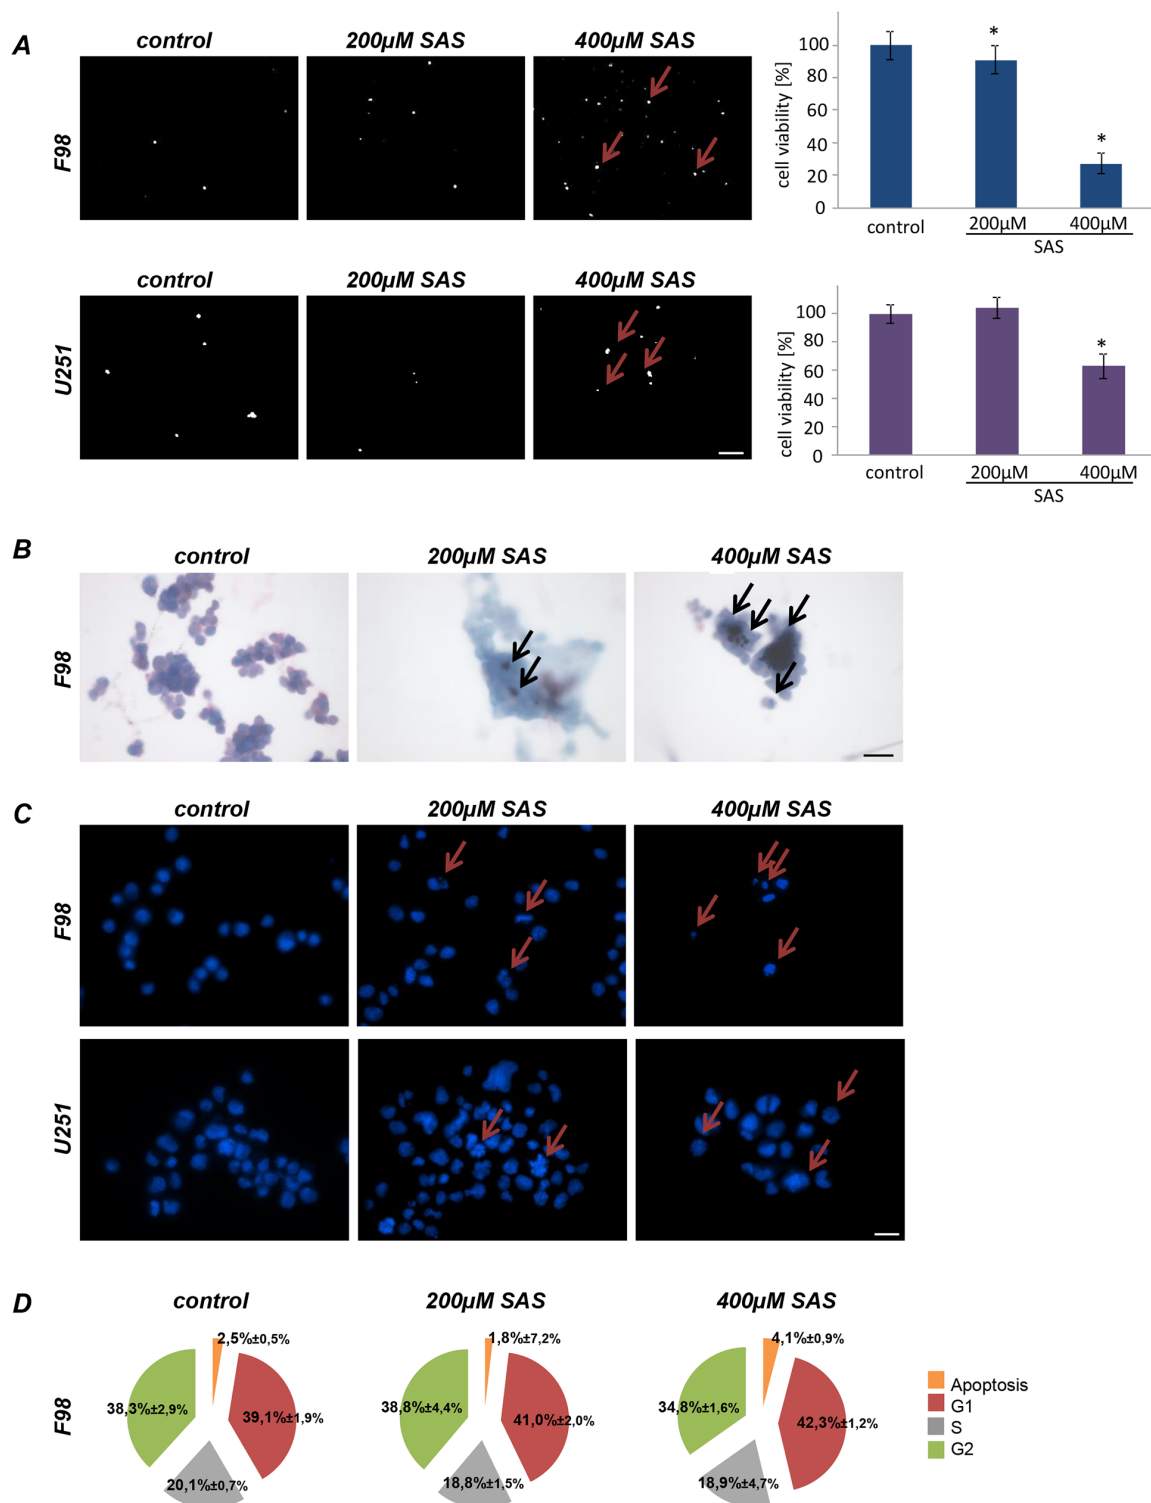 A
control
200µM SAS
400µM SAS
F98
cell viability [%]
100
80
60
40
20
0
*
*
control
200µM
400µM
SAS
control
200µM SAS
400µM SAS
U251
cell viability [%]
100
80
60
40
20
0
*
control
200µM
400µM
SAS
B
control
200µM SAS
400µM SAS
F98
C
control
200µM SAS
400µM SAS
F98
U251
D
control
200µM SAS
400µM SAS
F98
2,5%±0,5%
38,3%±2,9%
39,1%±1,9%
20,1%±0,7%
1,8%±7,2%
38,8%±4,4%
41,0%±2,0%
18,8%±1,5%
4,1%±0,9%
34,8%±1,6%
42,3%±1,2%
18,9%±4,7%
Apoptosis
G1
S
G2